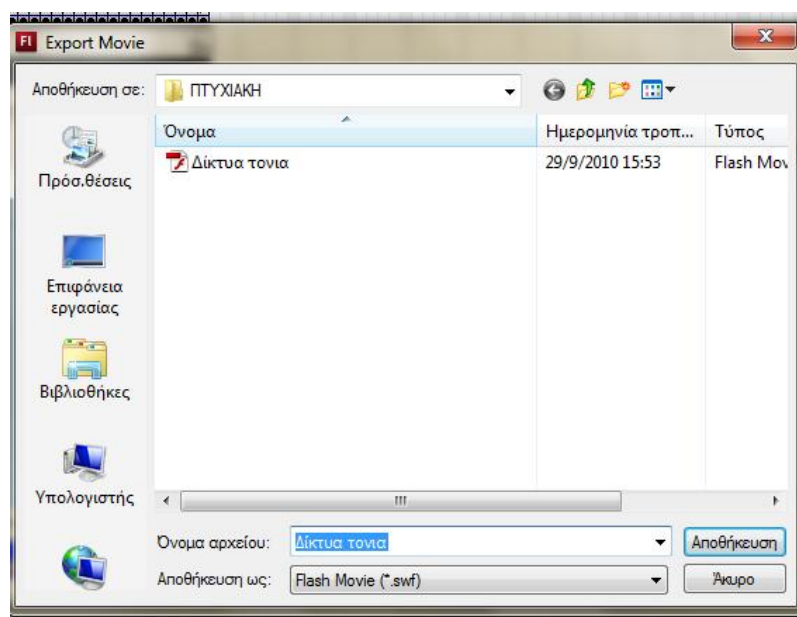 Fl Export Movie
Αποθήκευση σε: ΠΤΥΧΙΑΚΗ
Όνομα Ημερομηνία τροπ... Τύπος
Δίκτυα τονια 29/9/2010 15:53 Flash Mov
Πρόσ.θέσεις
Επιφάνεια
εργασίας
Βιβλιοθήκες
Υπολογιστής
Όνομα αρχείου: Δίκτυα τονια Αποθήκευση
Αποθήκευση ως: Flash Movie (*.swf) Άκυρο